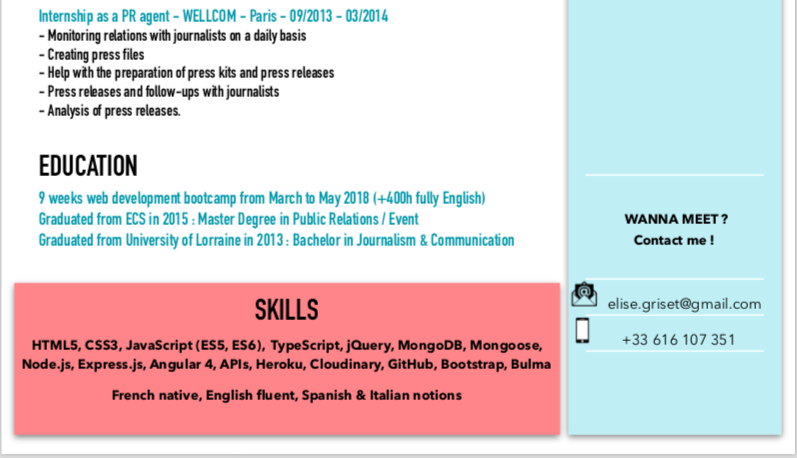 Internship as a PR agent - WELLCOM - Paris - 09/2013 - 03/2014
- Monitoring relations with journalists on a daily basis
- Creating press files
- Help with the preparation of press kits and press releases
- Press releases and follow-ups with journalists
- Analysis of press releases.
EDUCATION
9 weeks web development bootcamp from March to May 2018 (+400h fully English)
Graduated from ECS in 2015 : Master Degree in Public Relations / Event
Graduated from University of Lorraine in 2013 : Bachelor in Journalism & Communication
SKILLS
HTML5, CSS3, JavaScript (ES5, ES6), TypeScript, jQuery, MongoDB, Mongoose,
Node.js, Express.js, Angular 4, APIs, Heroku, Cloudinary, GitHub, Bootstrap, Bulma
French native, English fluent, Spanish & Italian notions
WANNA MEET ?
Contact me !
elise.griset@gmail.com
+33 616 107 351